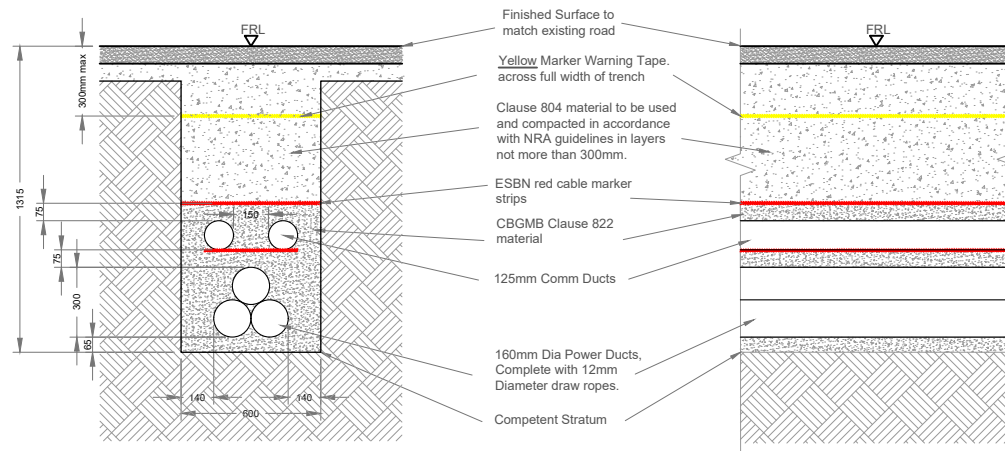 FRL
Finished Surface to
match existing road
FRL
Yellow Marker Warning Tape.
across full width of trench
300mm max
Clause 804 material to be used
and compacted in accordance
with NRA guidelines in layers
not more than 300mm.
1315
ESBN red cable marker
strips
75
150
CBGMB Clause 822
material
75
125mm Comm Ducts
300
65
160mm Dia Power Ducts,
Complete with 12mm
Diameter draw ropes.
140
140
600
Competent Stratum